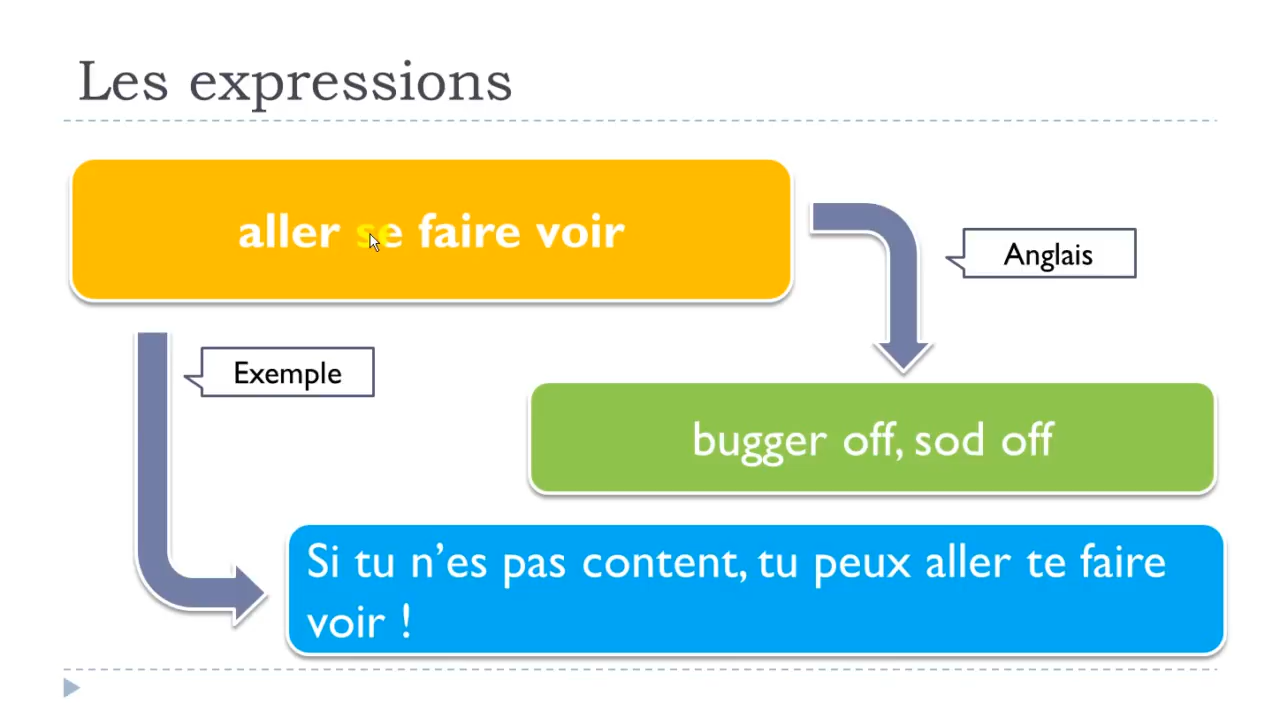 Les expressions
aller se faire voir
Anglais
Exemple
bugger off, sod off
Si tu n’es pas content, tu peux aller te faire
voir !